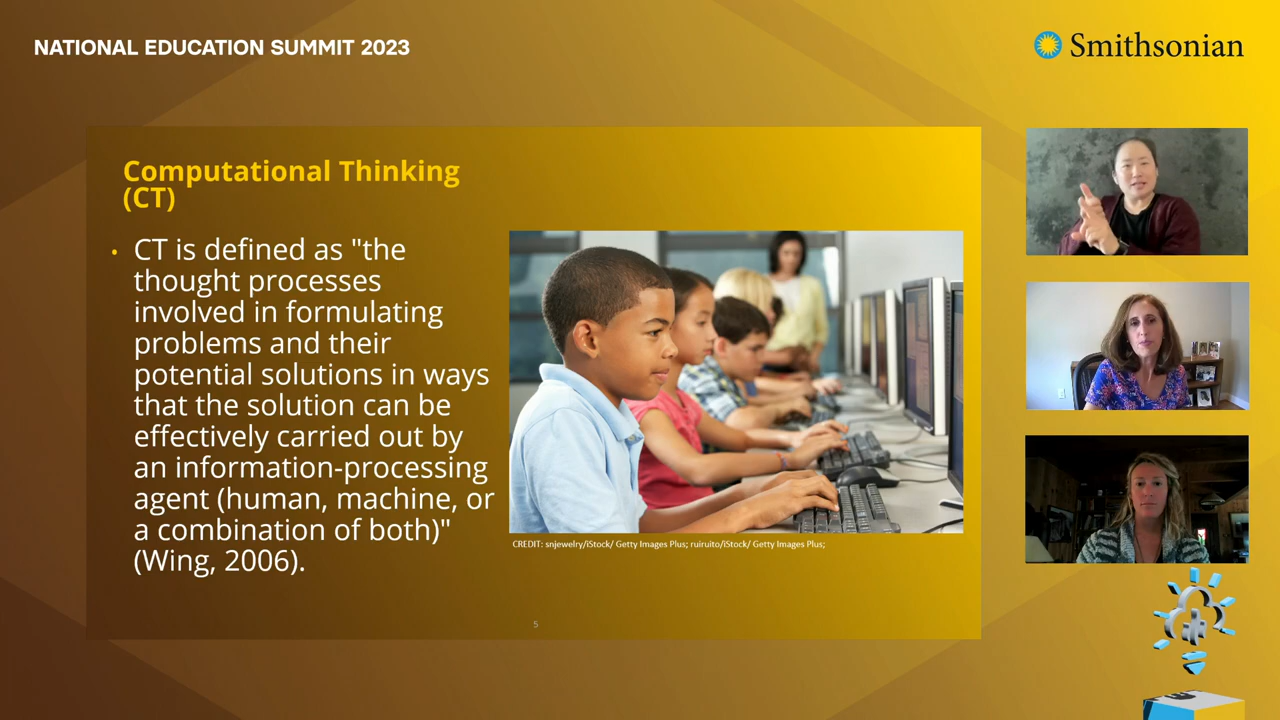 NATIONAL EDUCATION SUMMIT 2023
Smithsonian
Computational Thinking
(CT)
• CT is defined as "the
thought processes
involved in formulating
problems and their
potential solutions in ways
that the solution can be
effectively carried out by
an information-processing
agent (human, machine, or
a combination of both)"
(Wing, 2006).
CREDIT: snjewelry/iStock/ Getty Images Plus; ruiruito/iStock/ Getty Images Plus;
5